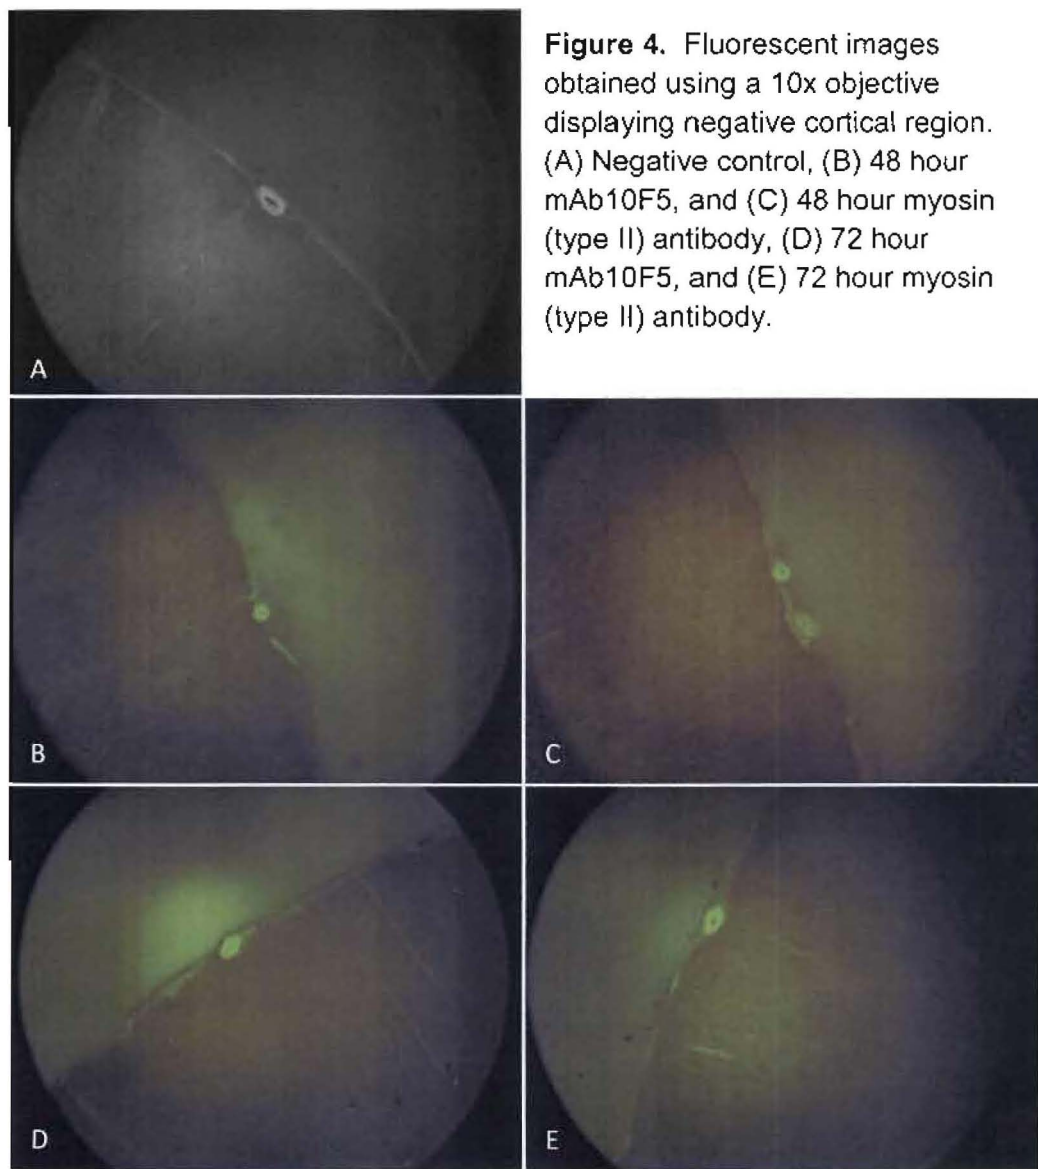 Figure 4. Fluorescent images
obtained using a 10x objective
displaying negative cortical region.
(A) Negative control, (B) 48 hour
mAb10F5, and (C) 48 hour myosin
(type II) antibody, (D) 72 hour
mAb10F5, and (E) 72 hour myosin
(type II) antibody.
A
B
C
D
E